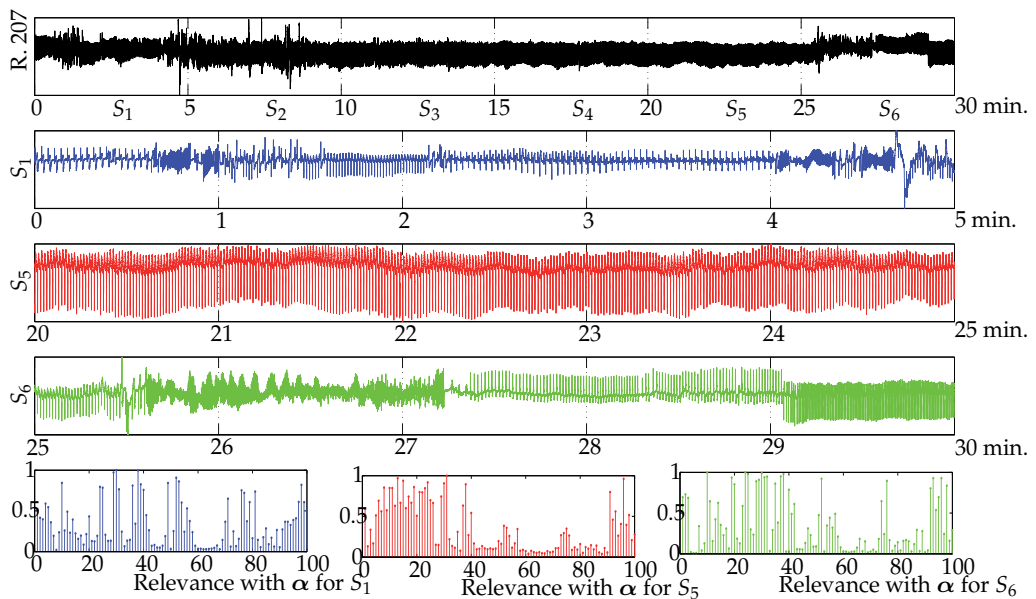 R. 207
0 S₁ 5 S₂ 10 S₃ 15 S₄ 20 S₅ 25 S₆ 30 min.
S₁
0 1 2 3 4 5 min.
S₅
20 21 22 23 24 25 min.
S₆
25 26 27 28 29 30 min.
1 0.5 0
0 20 40 60 80 100
Relevance with α for S₁
1 0.5 0
0 20 40 60 80 100
Relevance with α for S₅
1 0.5 0
0 20 40 60 80 100
Relevance with α for S₆